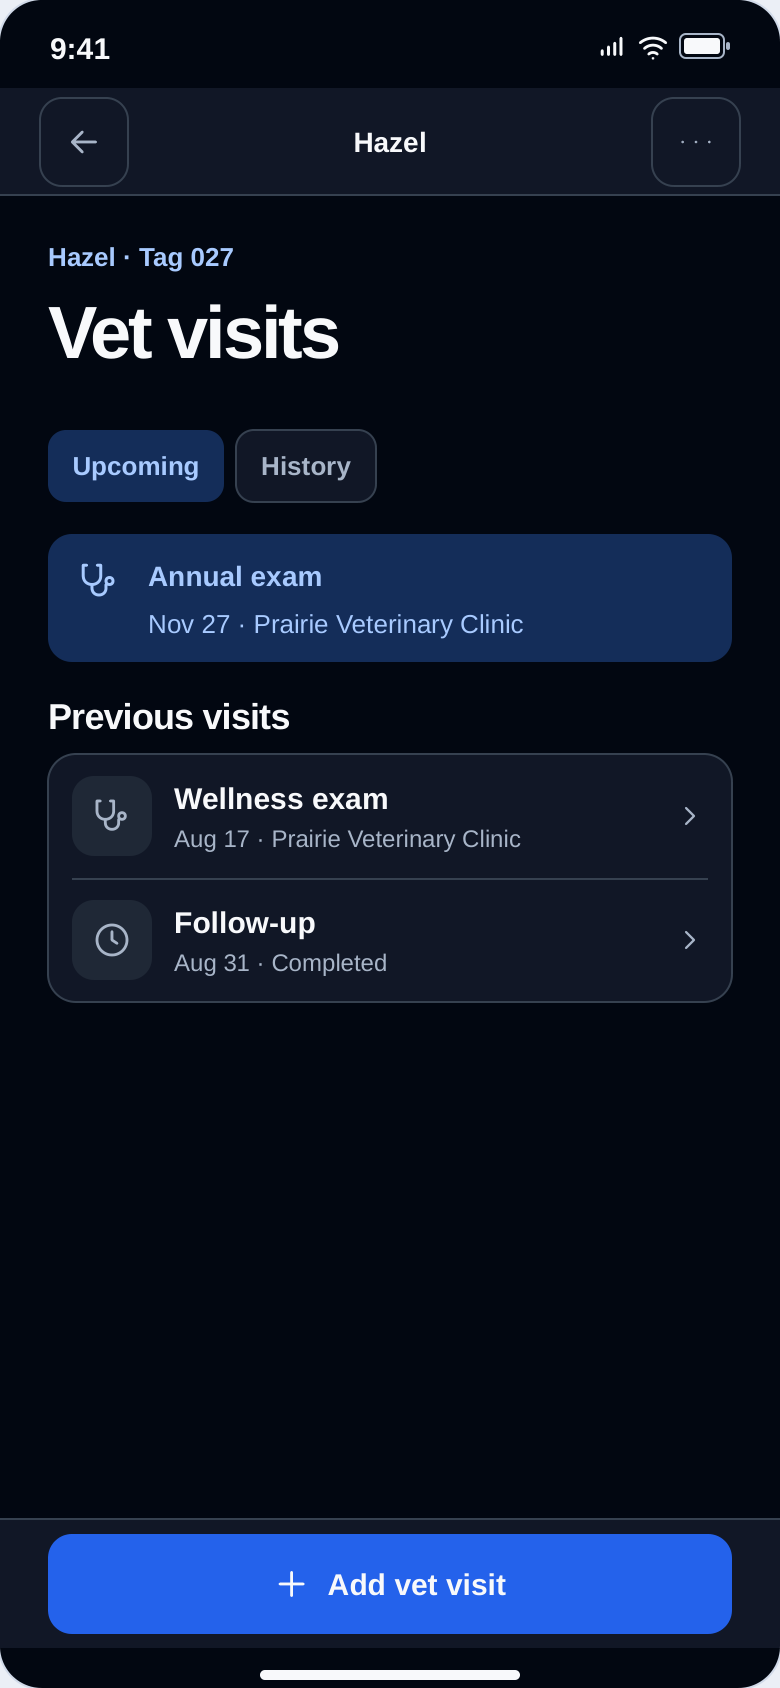 9:41
Hazel
Hazel · Tag 027
Vet visits
Upcoming
History
Annual exam
Nov 27 · Prairie Veterinary Clinic
Previous visits
Wellness exam
Aug 17 · Prairie Veterinary Clinic
Follow-up
Aug 31 · Completed
Add vet visit